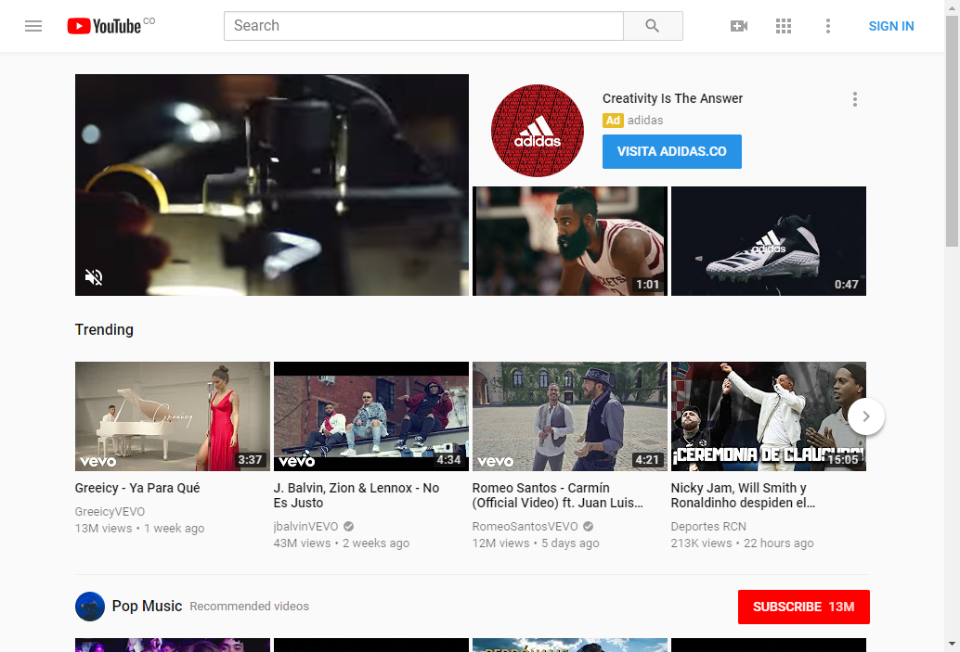 YouTube CO
Search
SIGN IN
Creativity Is The Answer
Ad adidas
VISITA ADIDAS.CO
adidas
adidas
1:01
0:47
Trending
Greeicy
vevo
3:37
vevo
4:34
vevo
4:21
¡CEREMONIA DE CLAUSURA!
15:05
Greeicy - Ya Para Qué
GreeicyVEVO
13M views • 1 week ago
J. Balvin, Zion & Lennox - No
Es Justo
jbalvinVEVO
43M views • 2 weeks ago
Romeo Santos - Carmín
(Official Video) ft. Juan Luis...
RomeoSantosVEVO
12M views • 5 days ago
Nicky Jam, Will Smith y
Ronaldinho despiden el...
Deportes RCN
213K views • 22 hours ago
Pop Music Recommended videos
SUBSCRIBE 13M